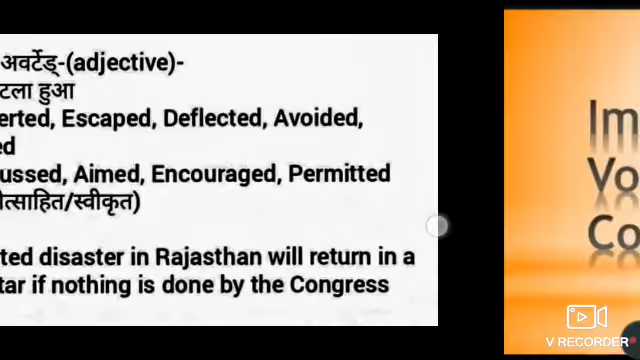 अवर्टेड्-(adjective)-
टला हुआ
erted, Escaped, Deflected, Avoided,
ed
ussed, Aimed, Encouraged, Permitted
ोत्साहित/स्वीकृत)
ted disaster in Rajasthan will return in a
tar if nothing is done by the Congress
Im
Vo
Co
V RECORDER